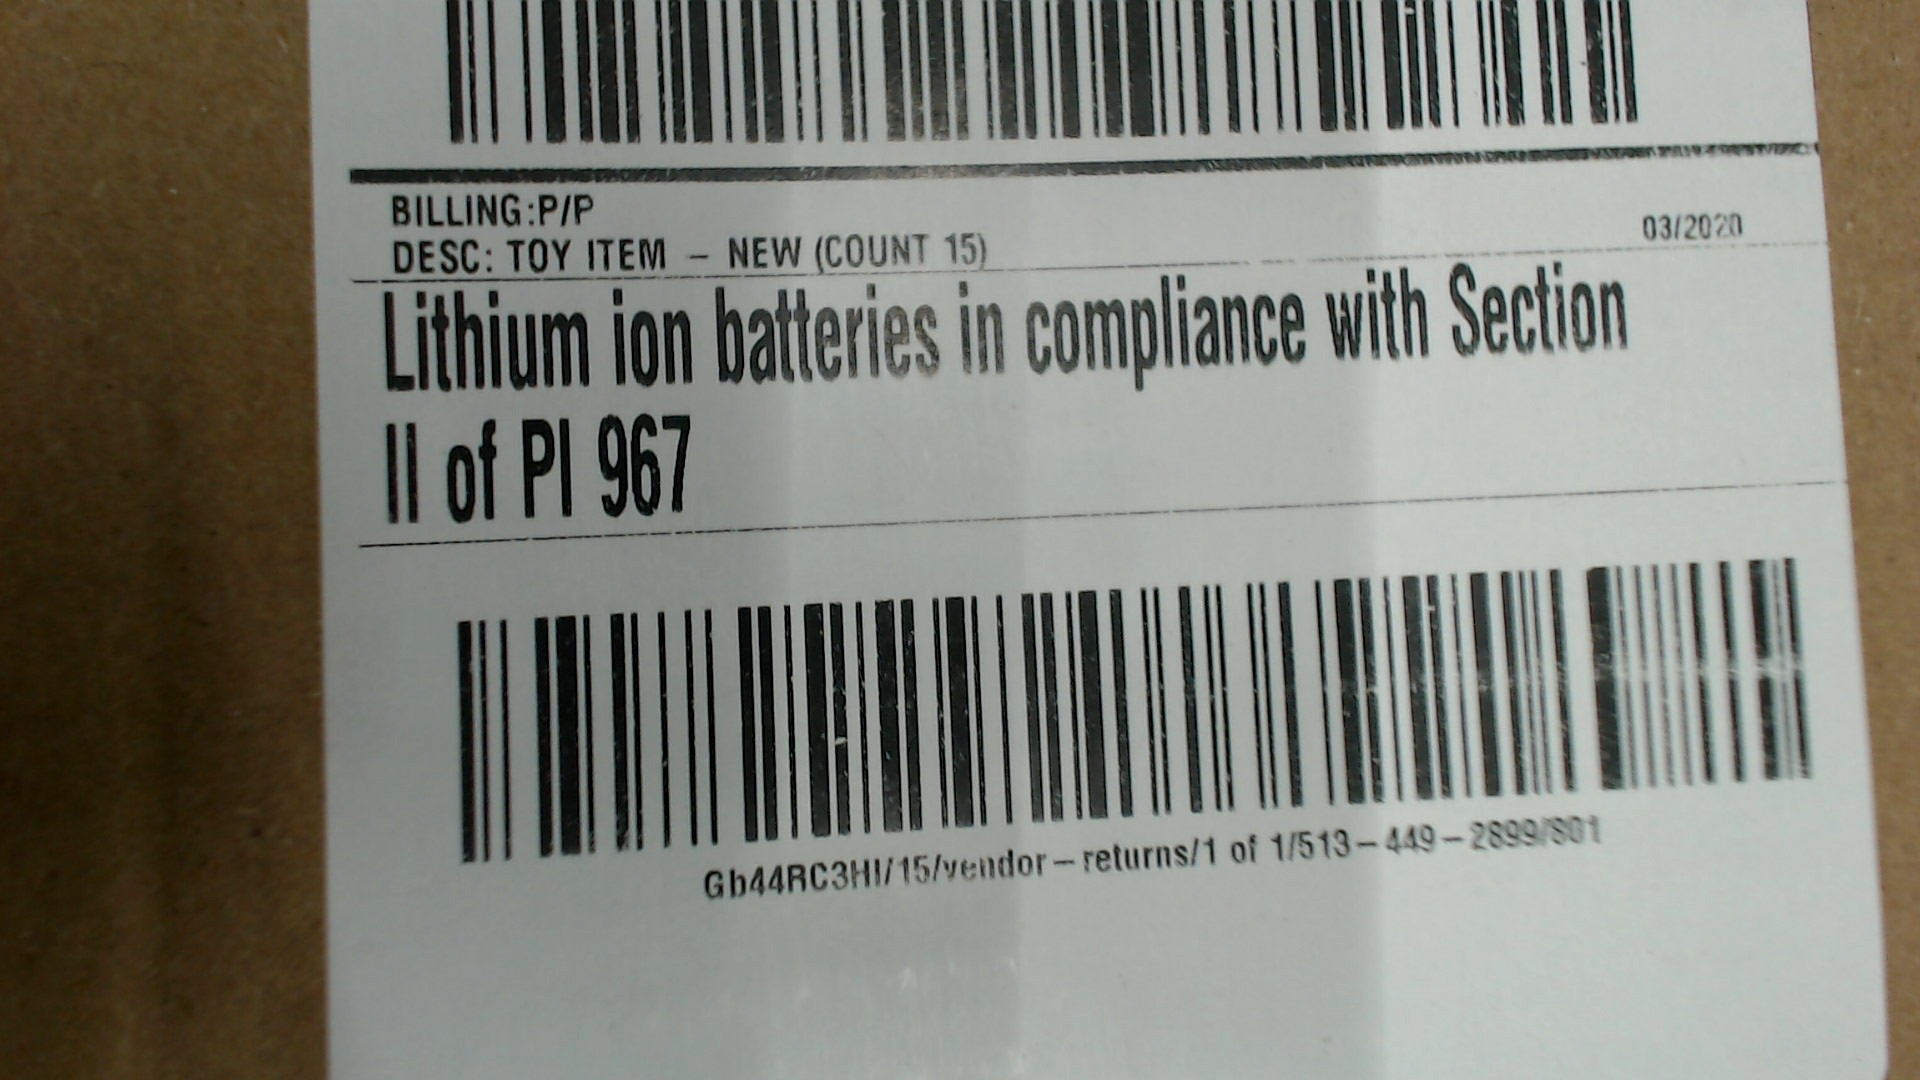 BILLING:P/P
DESC: TOY ITEM - NEW (COUNT 15)
03/2020
Lithium ion batteries in compliance with Section
II of PI 967
Gb44RC3HI/15/vendor-returns/1 of 1/513-449-2899/801